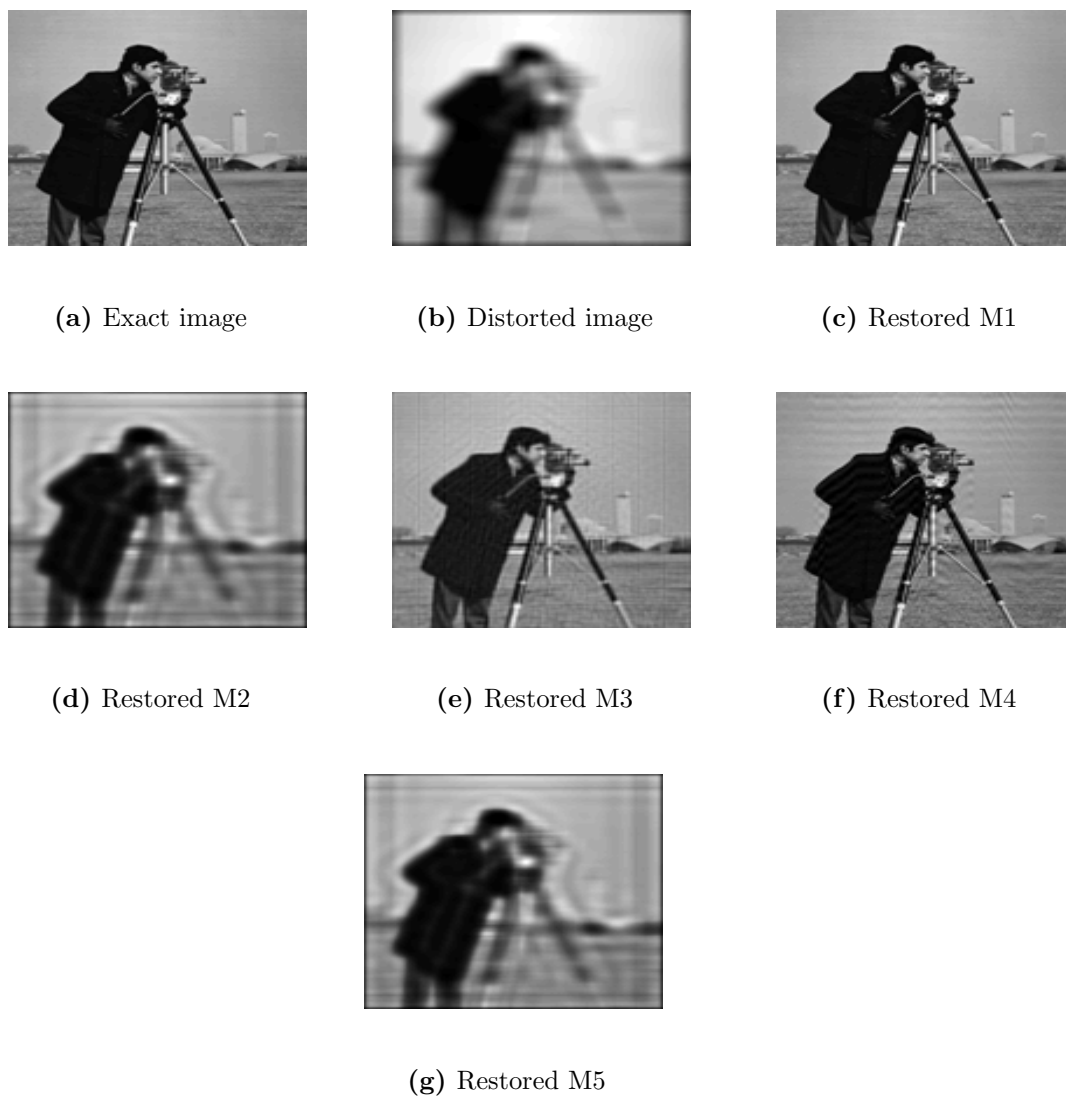 (a) Exact image
(b) Distorted image
(c) Restored M1
(d) Restored M2
(e) Restored M3
(f) Restored M4
(g) Restored M5